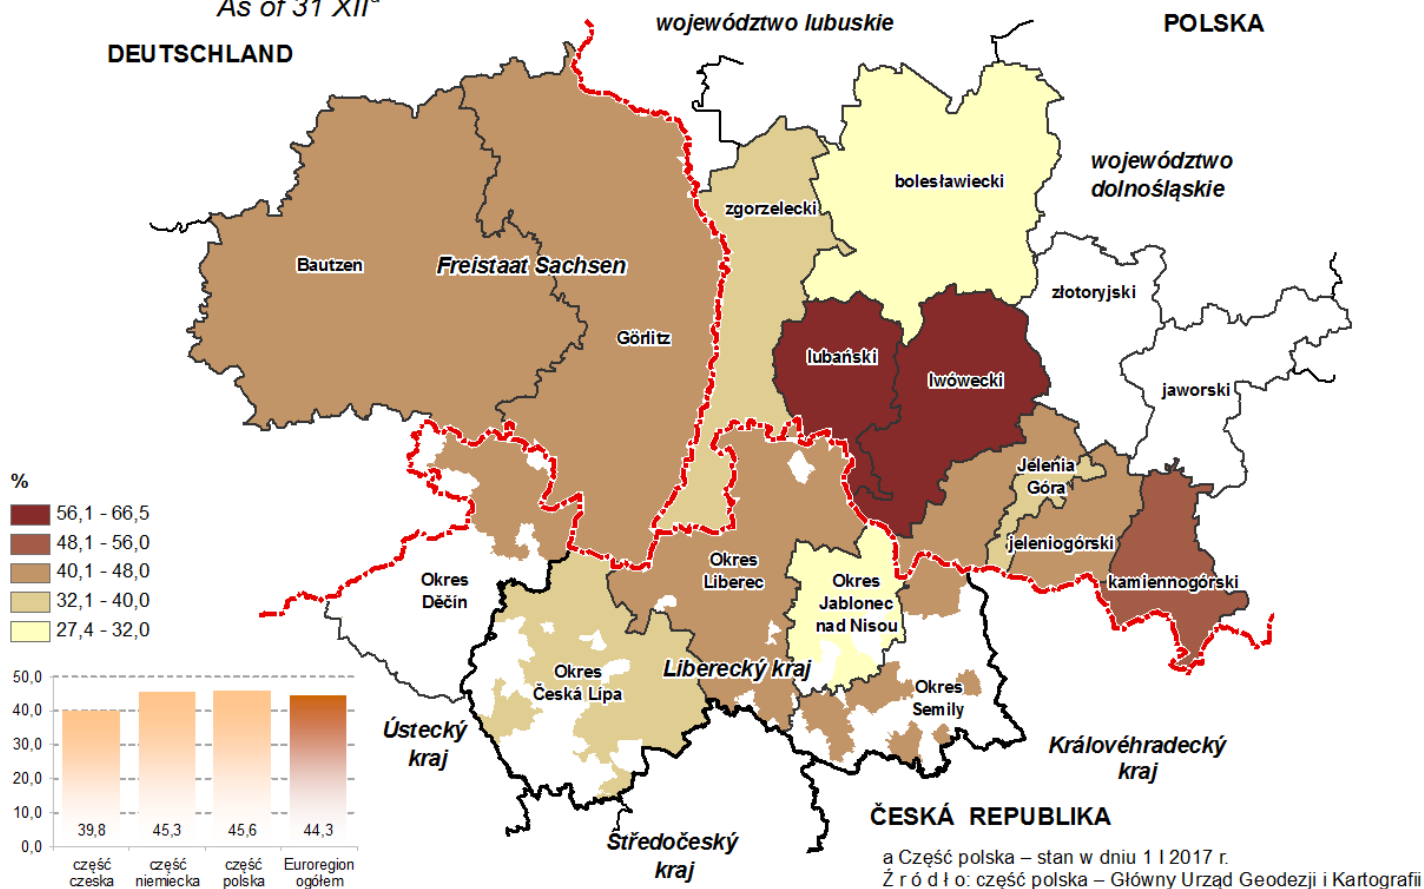 As of 31 XIIa
województwo lubuskie
POLSKA
DEUTSCHLAND
województwo
dolnośląskie
bolesławiecki
zgorzelecki
Bautzen
Freistaat Sachsen
złotoryjski
Görlitz
lubański
lwówecki
jaworski
Jelenia
Góra
jeleniogórski
kamiennogórski
%
56,1 - 66,5
48,1 - 56,0
40,1 - 48,0
32,1 - 40,0
27,4 - 32,0
Okres
Děčín
Okres
Liberec
Okres
Jablonec
nad Nisou
Okres
Česká Lípa
Liberecký kraj
Okres
Semily
Ústecký
kraj
Královéhradecký
kraj
Středočeský
kraj
ČESKÁ REPUBLIKA
50,0
40,0
30,0
20,0
10,0
0,0
39,8
45,3
45,6
44,3
część
czeska
część
niemiecka
część
polska
Euroregion
ogółem
a Część polska – stan w dniu 1 I 2017 r.
Ź r ó d ł o: część polska – Główny Urząd Geodezji i Kartografii